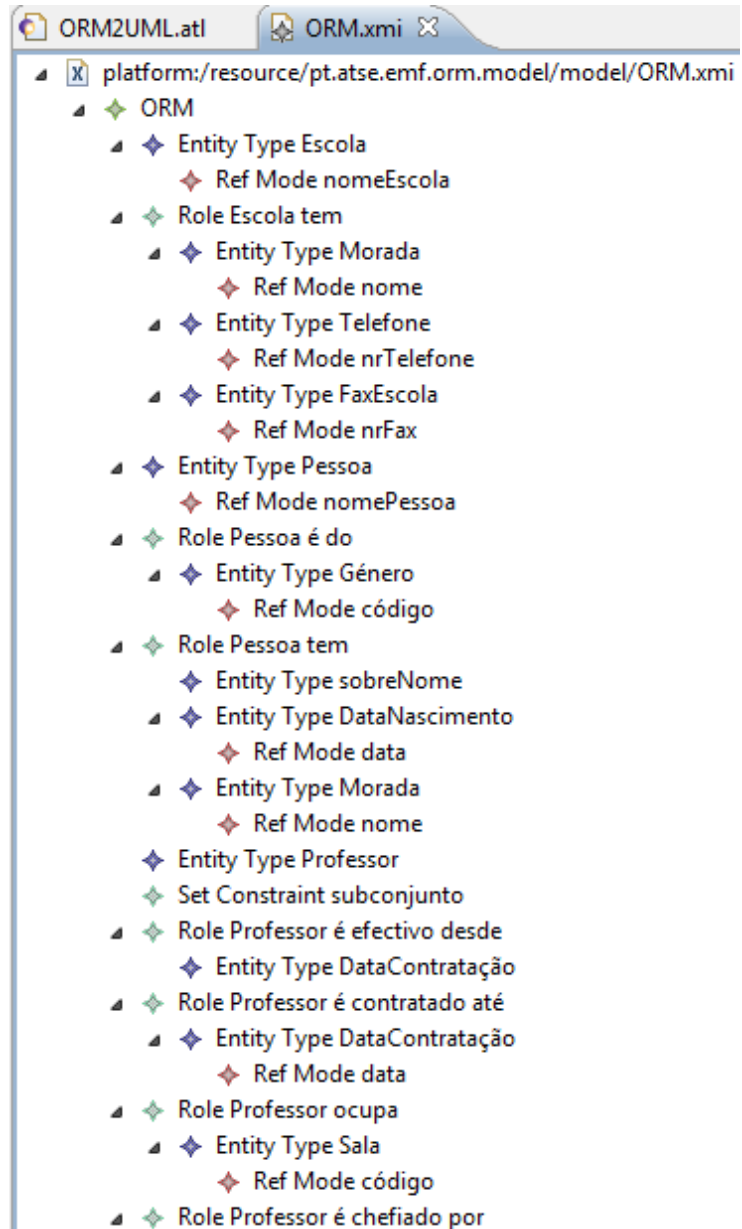 ORM2UML.atl ORM.xmi
platform:/resource/pt.atse.emf.orm.model/model/ORM.xmi
ORM
Entity Type Escola
Ref Mode nomeEscola
Role Escola tem
Entity Type Morada
Ref Mode nome
Entity Type Telefone
Ref Mode nrTelefone
Entity Type FaxEscola
Ref Mode nrFax
Entity Type Pessoa
Ref Mode nomePessoa
Role Pessoa é do
Entity Type Género
Ref Mode código
Role Pessoa tem
Entity Type sobreNome
Entity Type DataNascimento
Ref Mode data
Entity Type Morada
Ref Mode nome
Entity Type Professor
Set Constraint subconjunto
Role Professor é efectivo desde
Entity Type DataContratação
Role Professor é contratado até
Entity Type DataContratação
Ref Mode data
Role Professor ocupa
Entity Type Sala
Ref Mode código
Role Professor é chefiado por